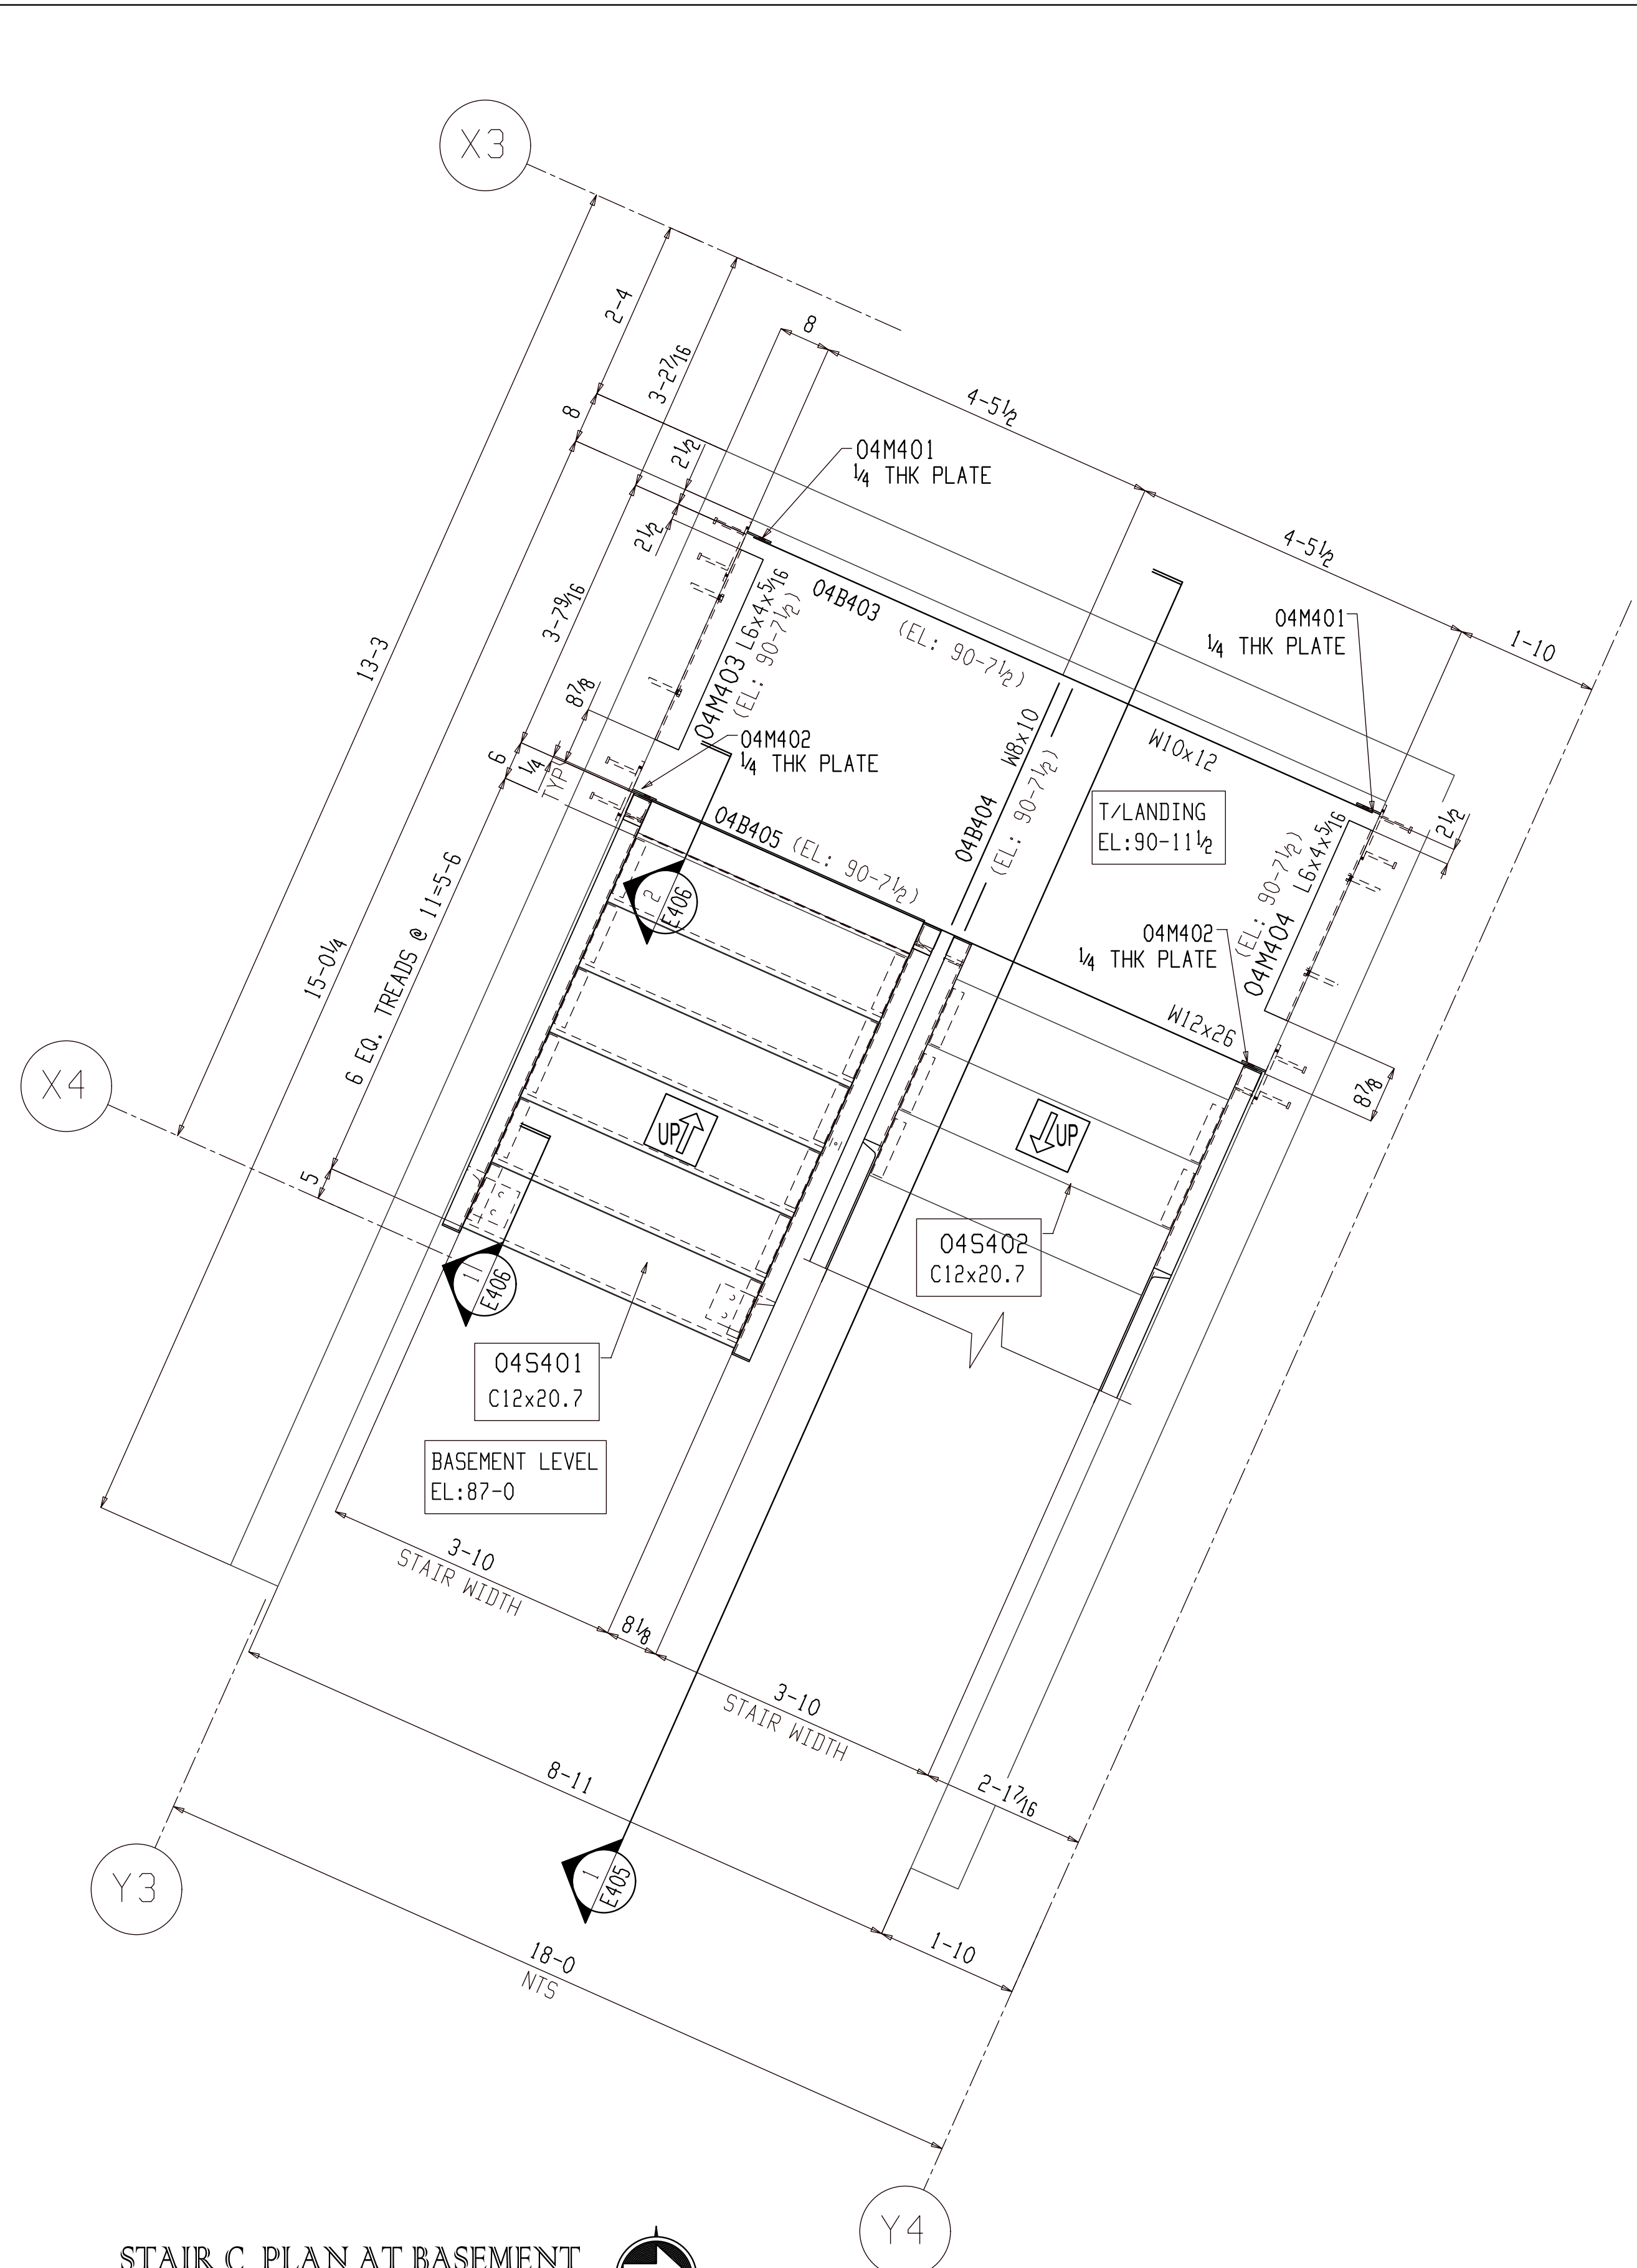 X3
2-4
3-2 7/16
8
8
4-5 1/2
2 1/2
04M401
1/4 THK PLATE
2 1/2
4-5 1/2
04M401
1/4 THK PLATE
1-10
13-3
3-7 9/16
04M403 L6x4x5/16
(EL: 90-7 1/2)
04B403 (EL: 90-7 1/2)
W10x12
8 7/8
04M402
1/4 THK PLATE
6
1/4
TYP
04B405 (EL: 90-7 1/2)
W12x26
W8x10
04B404
(EL: 90-7 1/2)
T/LANDING
EL:90-11 1/2
2 1/2
04M404 L6x4x5/16
(EL: 90-7 1/2)
04M402
1/4 THK PLATE
8 7/8
2
E406
15-0 1/4
6 EQ. TREADS @ 11=5-6
X4
UP
UP
5
1
E406
04S402
C12x20.7
04S401
C12x20.7
BASEMENT LEVEL
EL:87-0
3-10
STAIR WIDTH
8 1/8
3-10
STAIR WIDTH
2-1 7/16
8-11
1
E405
Y3
1-10
18-0
NTS
Y4
STAIR C PLAN AT BASEMENT